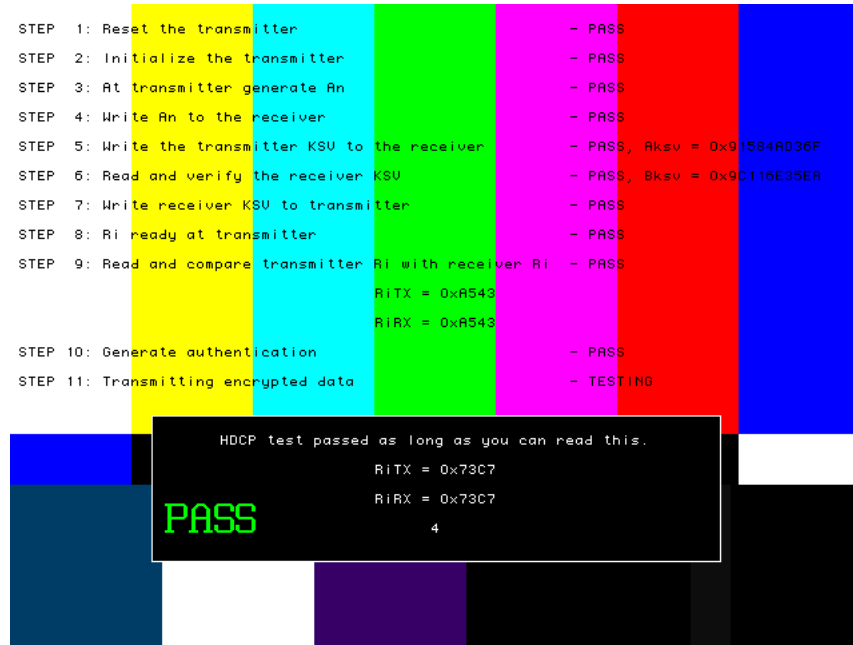 STEP 1: Reset the transmitter - PASS
STEP 2: Initialize the transmitter - PASS
STEP 3: At transmitter generate An - PASS
STEP 4: Write An to the receiver - PASS
STEP 5: Write the transmitter KSV to the receiver - PASS, Aksv = 0x91584AD36F
STEP 6: Read and verify the receiver KSV - PASS, Bksv = 0x9C116E35EA
STEP 7: Write receiver KSV to transmitter - PASS
STEP 8: Ri ready at transmitter - PASS
STEP 9: Read and compare transmitter Ri with receiver Ri - PASS
RiTX = 0xA543
RiRX = 0xA543
STEP 10: Generate authentication - PASS
STEP 11: Transmitting encrypted data - TESTING
HDCP test passed as long as you can read this.
RiTX = 0x73C7
RiRX = 0x73C7
PASS
4